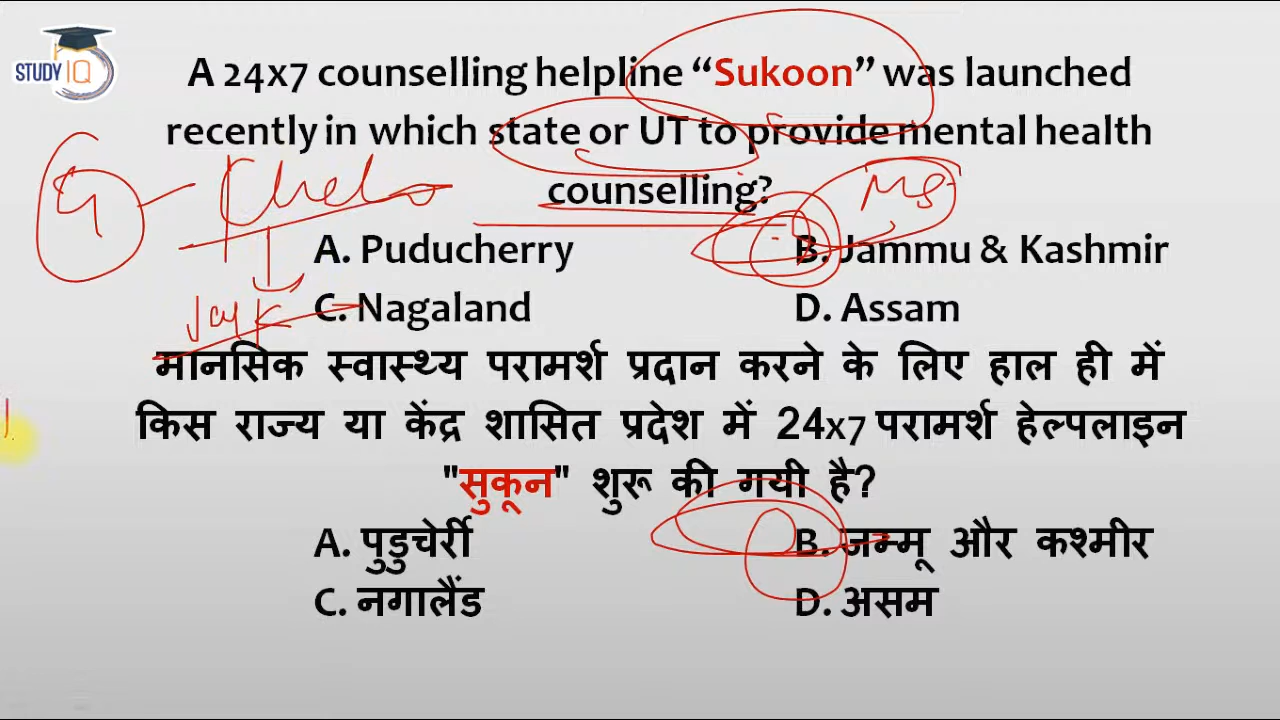 STUDY IQ
A 24x7 counselling helpline “Sukoon” was launched
recently in which state or UT to provide mental health
counselling?
A. Puducherry B. Jammu & Kashmir
C. Nagaland D. Assam
मानसिक स्वास्थ्य परामर्श प्रदान करने के लिए हाल ही में
किस राज्य या केंद्र शासित प्रदेश में 24x7 परामर्श हेल्पलाइन
"सुकून" शुरू की गयी है?
A. पुडुचेर्री B. जम्मू और कश्मीर
C. नगालैंड D. असम